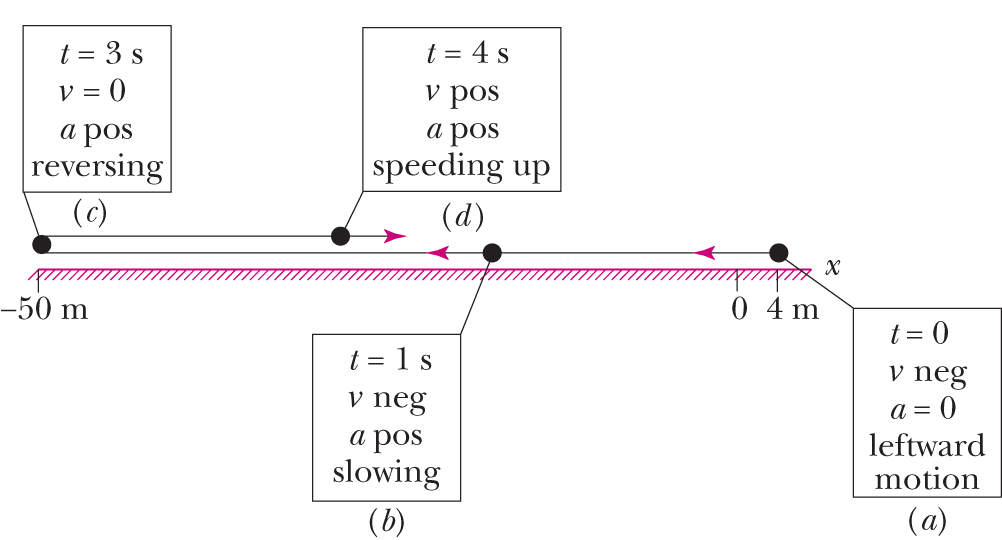 t = 3 s
v = 0
a pos
reversing
(c)
t = 4 s
v pos
a pos
speeding up
(d)
x
–50 m
0
4 m
t = 1 s
v neg
a pos
slowing
(b)
t = 0
v neg
a = 0
leftward
motion
(a)